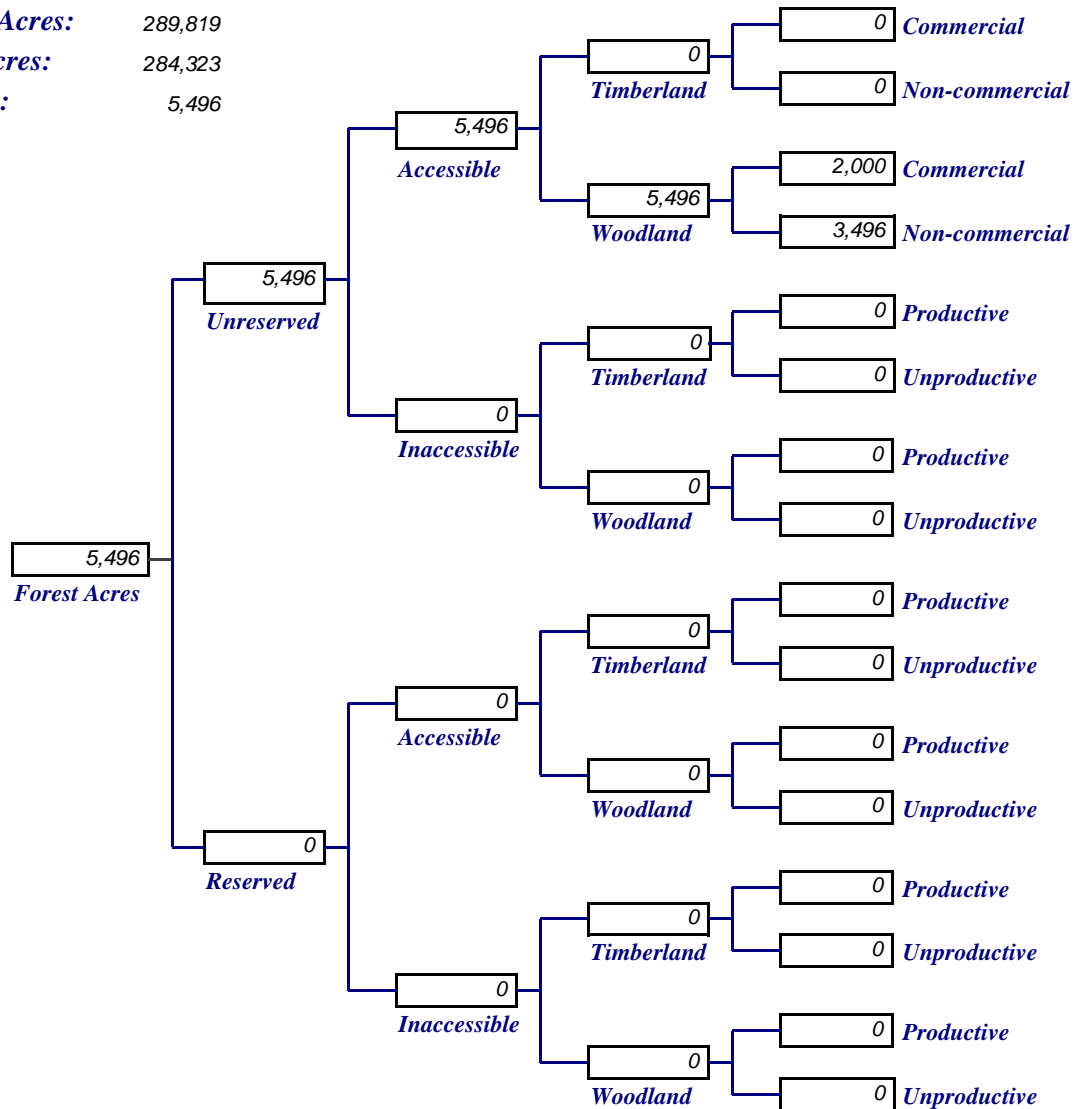 Acres: 289,819
cres: 284,323
: 5,496
0 Commercial
0
Timberland
0 Non-commercial
5,496
Accessible
2,000 Commercial
5,496
Woodland
3,496 Non-commercial
5,496
Unreserved
0 Productive
0
Timberland
0 Unproductive
0
Inaccessible
0 Productive
0
Woodland
0 Unproductive
5,496
Forest Acres
0 Productive
0
Timberland
0 Unproductive
0
Accessible
0 Productive
0
Woodland
0 Unproductive
0
Reserved
0 Productive
0
Timberland
0 Unproductive
0
Inaccessible
0 Productive
0
Woodland
0 Unproductive